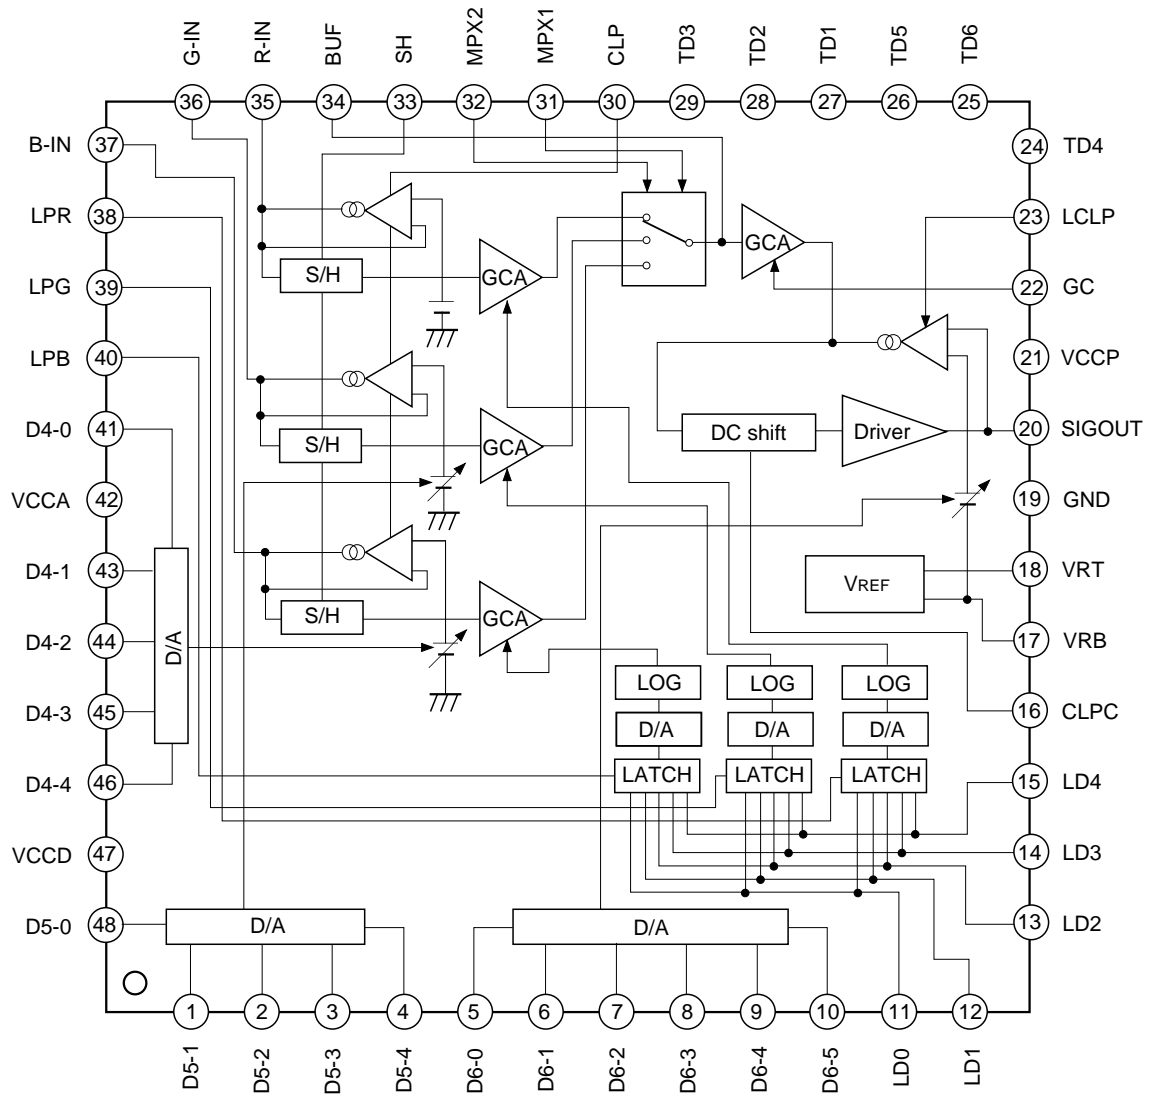 G-IN
R-IN
BUF
SH
MPX2
MPX1
CLP
TD3
TD2
TD1
TD5
TD6
36
35
34
33
32
31
30
29
28
27
26
25
B-IN
37
24
TD4
LPR
38
23
LCLP
GCA
S/H
GCA
LPG
39
22
GC
LPB
40
21
VCCP
D4-0
41
S/H
GCA
DC shift
Driver
20
SIGOUT
VCCA
42
19
GND
D4-1
43
VREF
18
VRT
D4-2
44
D/A
S/H
GCA
17
VRB
LOG
LOG
LOG
D4-3
45
16
CLPC
D/A
D/A
D/A
D4-4
46
LATCH
LATCH
LATCH
15
LD4
VCCD
47
14
LD3
D5-0
48
D/A
D/A
13
LD2
1
2
3
4
5
6
7
8
9
10
11
12
D5-1
D5-2
D5-3
D5-4
D6-0
D6-1
D6-2
D6-3
D6-4
D6-5
LD0
LD1